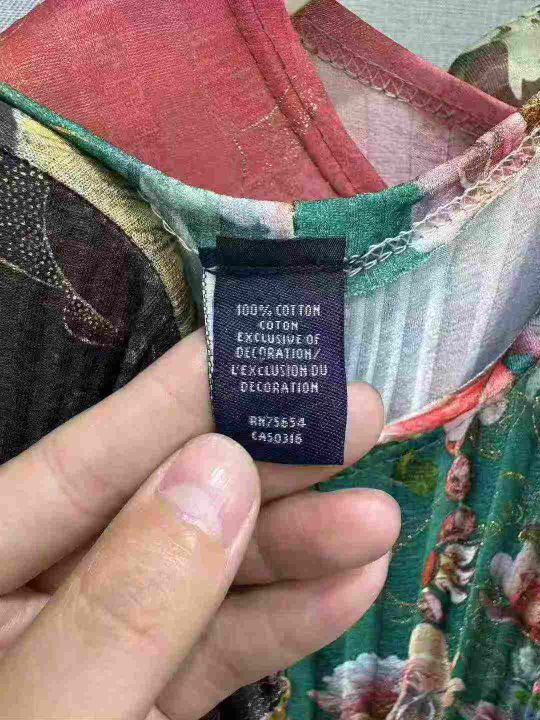 100% COTTON
COTON
EXCLUSIVE OF
DECORATION/
L'EXCLUSION DU
DECORATION
RN75654
CA50316